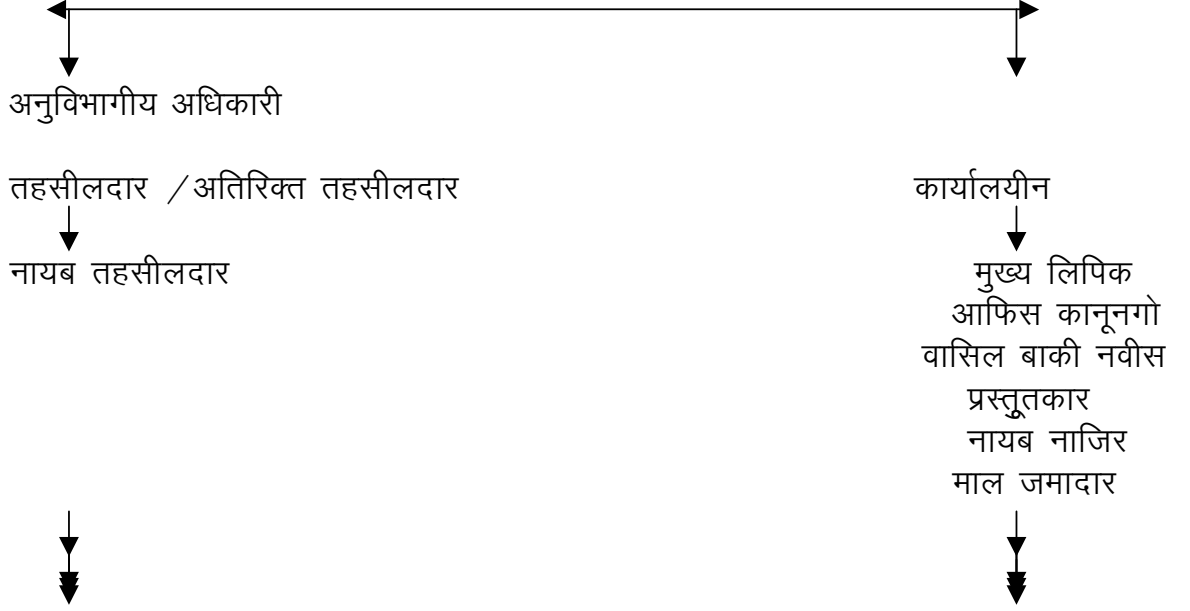 अनुविभागीय अधिकारी
तहसीलदार /अतिरिक्त तहसीलदार
कार्यालयीन
नायब तहसीलदार
मुख्य लिपिक
आफिस कानूनगो
वासिल बाकी नवीस
प्रस्तुतकार
नायब नाजिर
माल जमादार